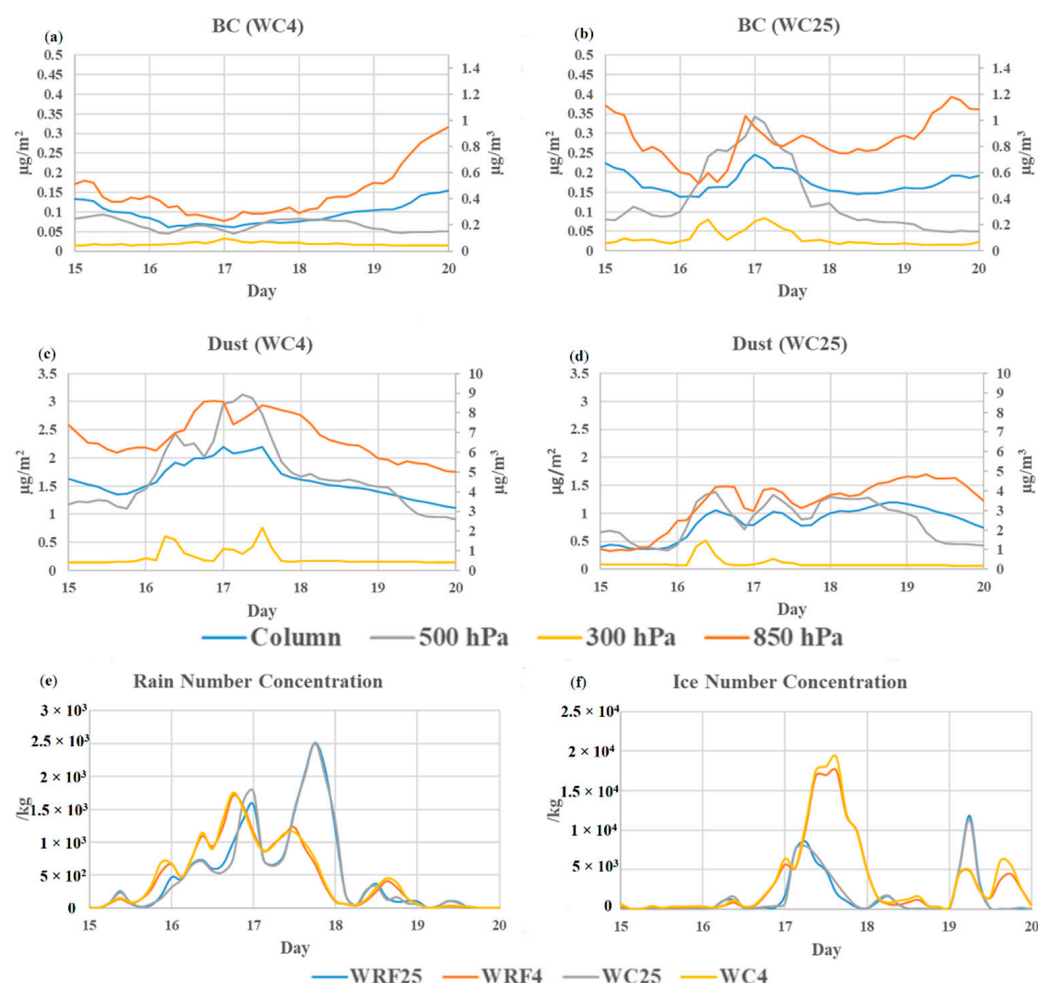 (a)
BC (WC4)
0.5
0.45
0.4
0.35
0.3
0.25
0.2
0.15
0.1
0.05
0
µg/m²
1.4
1.2
1
0.8
0.6
0.4
0.2
0
µg/m³
15 16 17 18 19 20
Day
(b)
BC (WC25)
0.5
0.45
0.4
0.35
0.3
0.25
0.2
0.15
0.1
0.05
0
µg/m²
1.4
1.2
1
0.8
0.6
0.4
0.2
0
µg/m³
15 16 17 18 19 20
Day
(c)
Dust (WC4)
3.5
3
2.5
2
1.5
1
0.5
0
µg/m²
10
9
8
7
6
5
4
3
2
1
0
µg/m³
15 16 17 18 19 20
Day
(d)
Dust (WC25)
3.5
3
2.5
2
1.5
1
0.5
0
µg/m²
10
9
8
7
6
5
4
3
2
1
0
µg/m³
15 16 17 18 19 20
Day
Column 500 hPa 300 hPa 850 hPa
(e)
Rain Number Concentration
3 × 10³
2.5 × 10³
2 × 10³
1.5 × 10³
1 × 10³
5 × 10²
0
/kg
15 16 17 18 19 20
Day
(f)
Ice Number Concentration
2.5 × 10⁴
2 × 10⁴
1.5 × 10⁴
1 × 10⁴
5 × 10³
0
/kg
15 16 17 18 19 20
Day
WRF25 WRF4 WC25 WC4